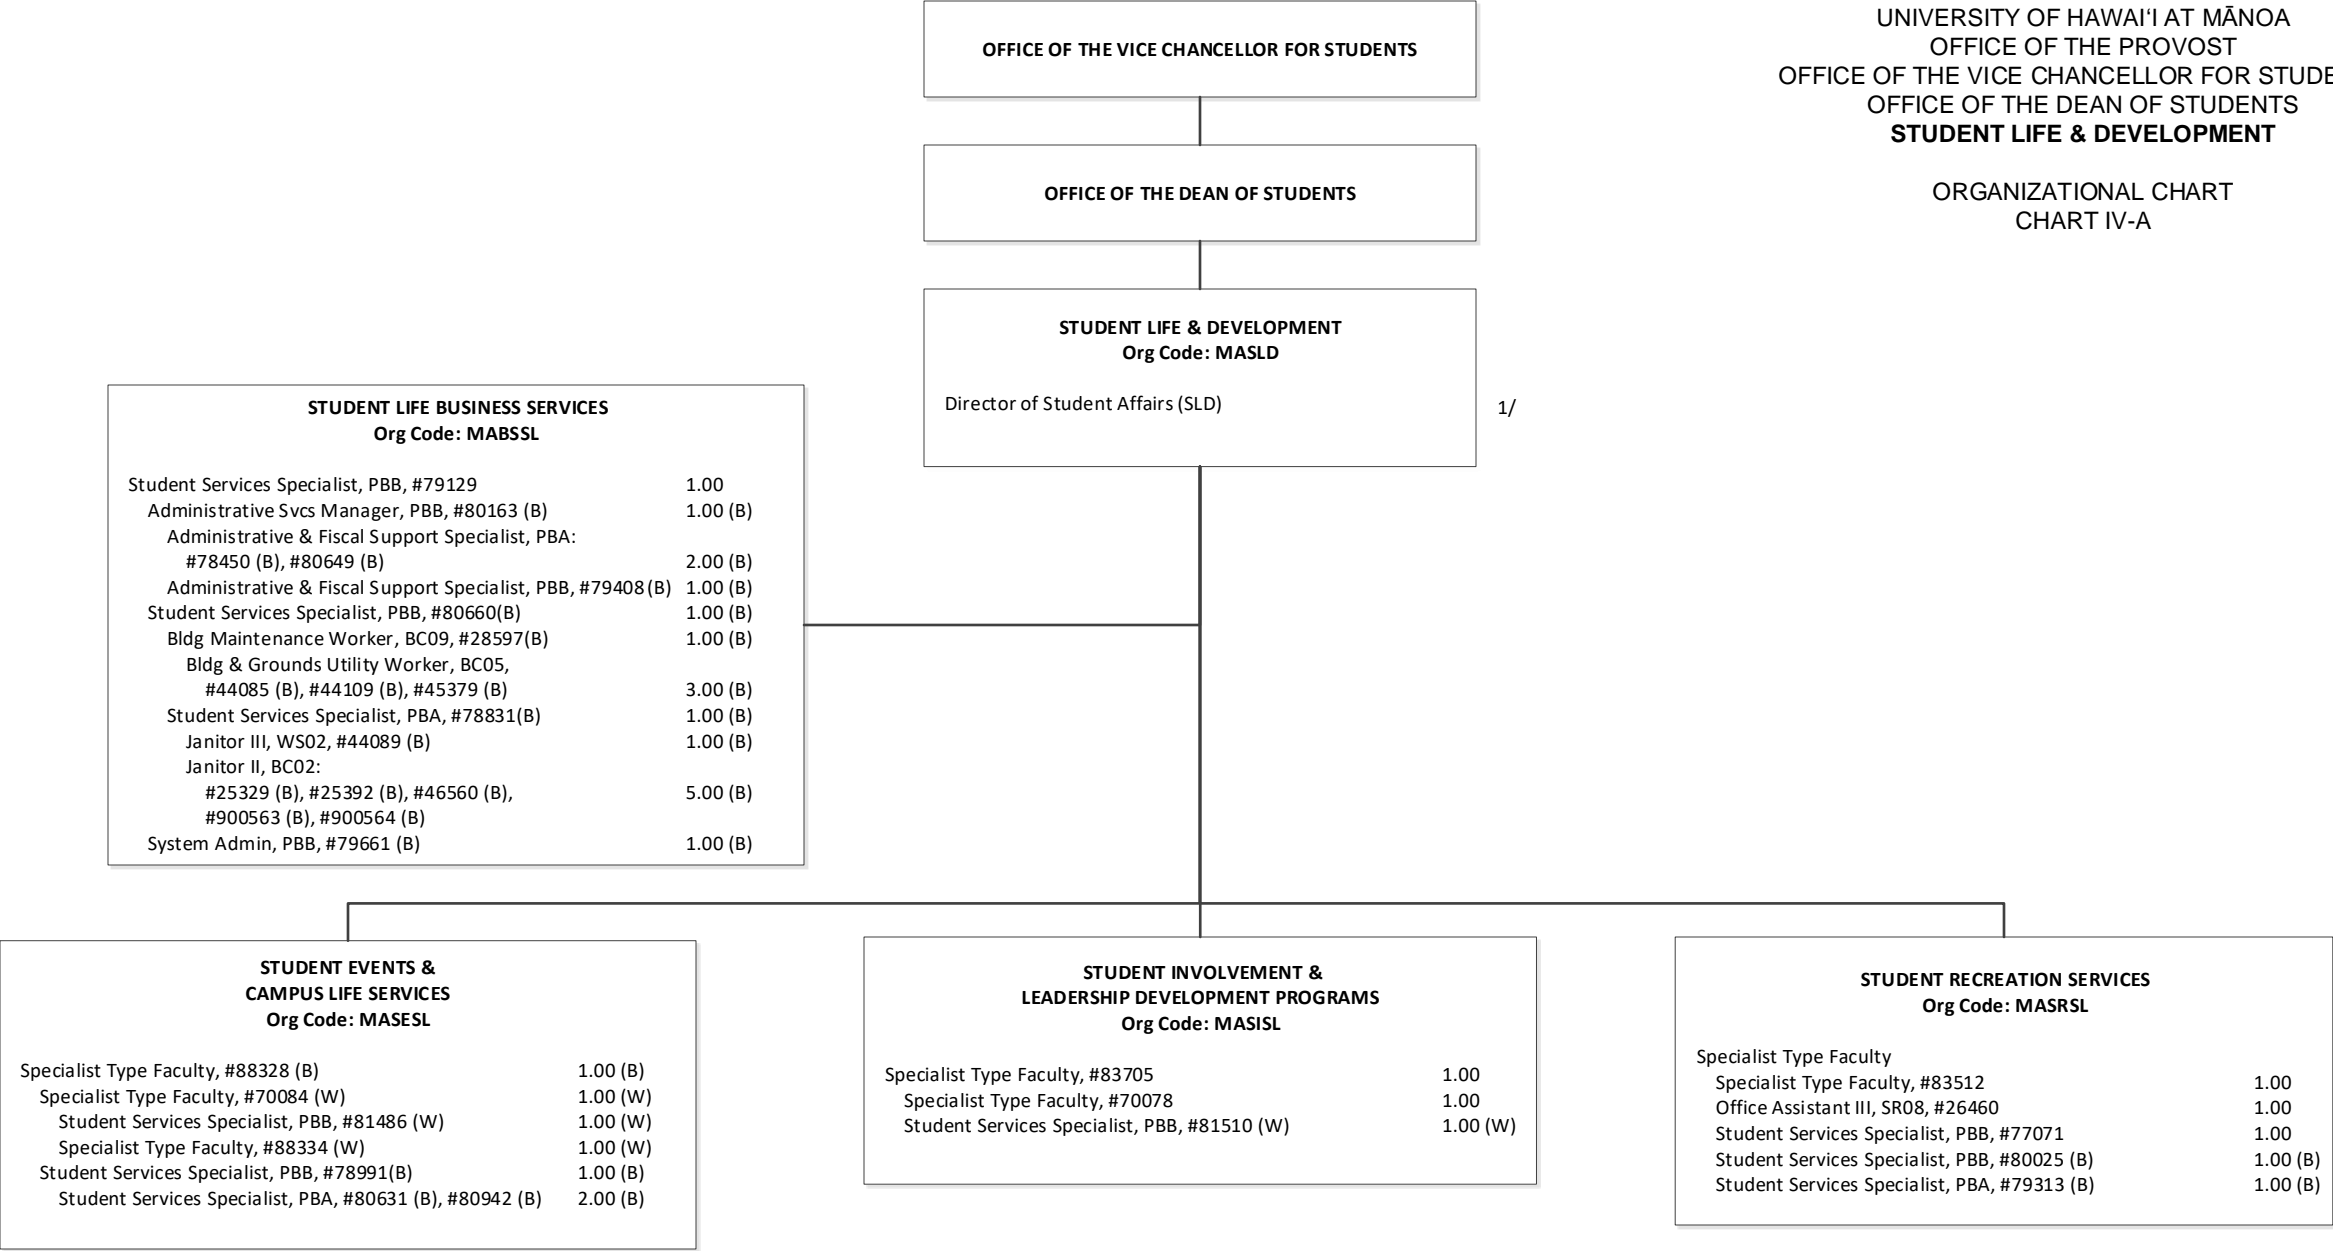 UNIVERSITY OF HAWAI‘I AT MĀNOA
OFFICE OF THE PROVOST
OFFICE OF THE VICE CHANCELLOR FOR STUDE
OFFICE OF THE DEAN OF STUDENTS
STUDENT LIFE & DEVELOPMENT
ORGANIZATIONAL CHART
CHART IV-A
OFFICE OF THE VICE CHANCELLOR FOR STUDENTS
OFFICE OF THE DEAN OF STUDENTS
STUDENT LIFE & DEVELOPMENT
Org Code: MASLD
Director of Student Affairs (SLD) 1/
STUDENT LIFE BUSINESS SERVICES
Org Code: MABSSL
Student Services Specialist, PBB, #79129 1.00
Administrative Svcs Manager, PBB, #80163 (B) 1.00 (B)
Administrative & Fiscal Support Specialist, PBA:
#78450 (B), #80649 (B) 2.00 (B)
Administrative & Fiscal Support Specialist, PBB, #79408(B) 1.00 (B)
Student Services Specialist, PBB, #80660(B) 1.00 (B)
Bldg Maintenance Worker, BC09, #28597(B) 1.00 (B)
Bldg & Grounds Utility Worker, BC05,
#44085 (B), #44109 (B), #45379 (B) 3.00 (B)
Student Services Specialist, PBA, #78831(B) 1.00 (B)
Janitor III, WS02, #44089 (B) 1.00 (B)
Janitor II, BC02:
#25329 (B), #25392 (B), #46560 (B), 5.00 (B)
#900563 (B), #900564 (B)
System Admin, PBB, #79661 (B) 1.00 (B)
STUDENT EVENTS &
CAMPUS LIFE SERVICES
Org Code: MASESL
Specialist Type Faculty, #88328 (B) 1.00 (B)
Specialist Type Faculty, #70084 (W) 1.00 (W)
Student Services Specialist, PBB, #81486 (W) 1.00 (W)
Specialist Type Faculty, #88334 (W) 1.00 (W)
Student Services Specialist, PBB, #78991(B) 1.00 (B)
Student Services Specialist, PBA, #80631 (B), #80942 (B) 2.00 (B)
STUDENT INVOLVEMENT &
LEADERSHIP DEVELOPMENT PROGRAMS
Org Code: MASISL
Specialist Type Faculty, #83705 1.00
Specialist Type Faculty, #70078 1.00
Student Services Specialist, PBB, #81510 (W) 1.00 (W)
STUDENT RECREATION SERVICES
Org Code: MASRSL
Specialist Type Faculty
Specialist Type Faculty, #83512 1.00
Office Assistant III, SR08, #26460 1.00
Student Services Specialist, PBB, #77071 1.00
Student Services Specialist, PBB, #80025 (B) 1.00 (B)
Student Services Specialist, PBA, #79313 (B) 1.00 (B)